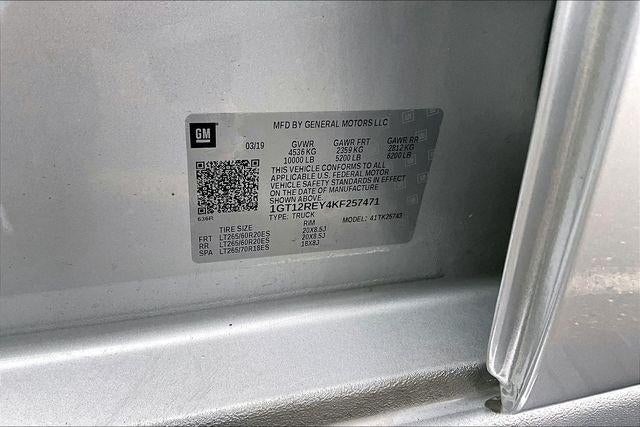 MFD BY GENERAL MOTORS LLC
GM
03/19 GVWR GAWR FRT GAWR RR
4536 KG 2359 KG 2812 KG
10000 LB 5200 LB 6200 LB
THIS VEHICLE CONFORMS TO ALL
APPLICABLE U.S. FEDERAL MOTOR
VEHICLE SAFETY STANDARDS IN EFFECT
ON THE DATE OF MANUFACTURE
SHOWN ABOVE.
1GT12REY4KF257471
636R TYPE: TRUCK MODEL: 41TK25743
TIRE SIZE RIM
FRT LT265/60R20ES 20X8.5J
RR LT265/60R20ES 20X8.5J
SPA LT265/70R18ES 18X8J